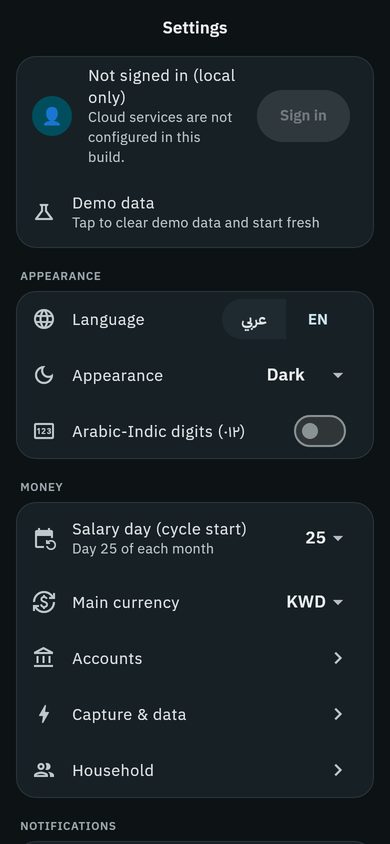 Settings
Not signed in (local
only)
Cloud services are not
configured in this
build.
Sign in
Demo data
Tap to clear demo data and start fresh
APPEARANCE
Language
عربي
EN
Appearance
Dark
123
Arabic-Indic digits (٠١٢)
MONEY
Salary day (cycle start)
Day 25 of each month
25
Main currency
KWD
Accounts
Capture & data
Household
NOTIFICATIONS